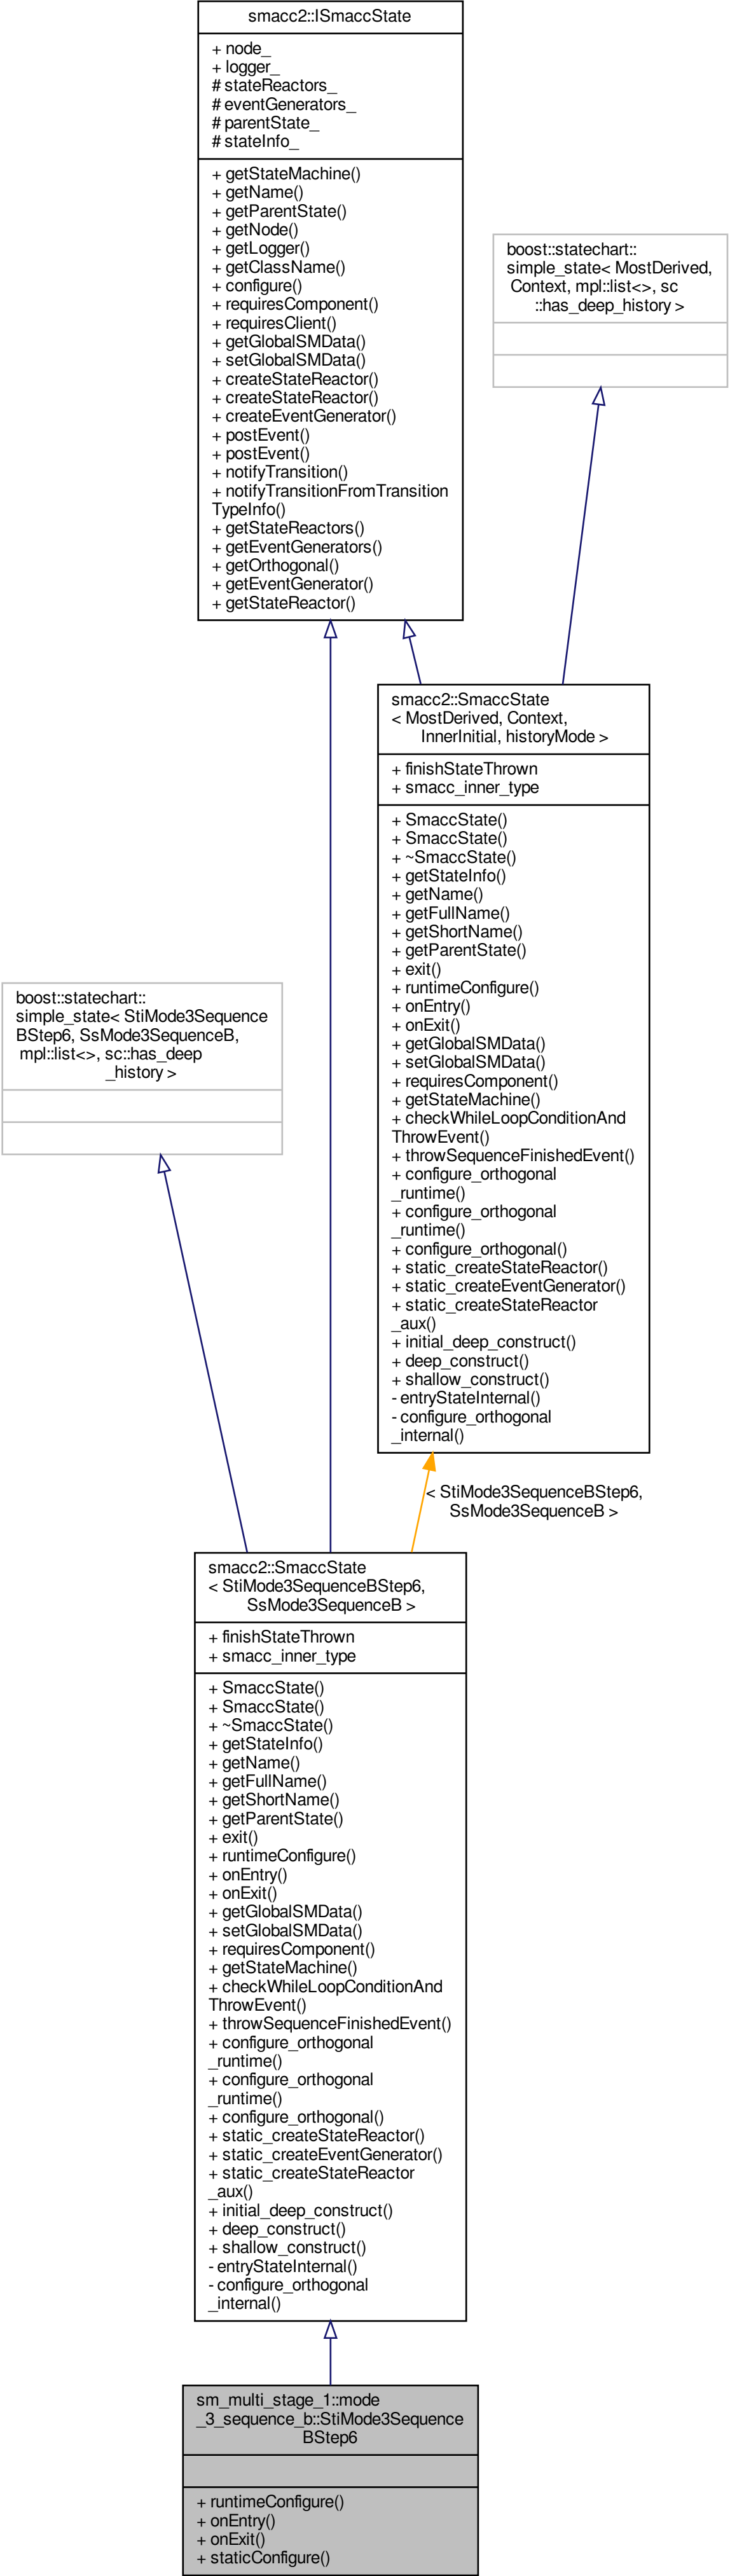 smacc2::ISmaccState
+ node_
+ logger_
# stateReactors_
# eventGenerators_
# parentState_
# stateInfo_
+ getStateMachine()
+ getName()
+ getParentState()
+ getNode()
+ getLogger()
+ getClassName()
+ configure()
+ requiresComponent()
+ requiresClient()
+ getGlobalSMData()
+ setGlobalSMData()
+ createStateReactor()
+ createStateReactor()
+ createEventGenerator()
+ postEvent()
+ postEvent()
+ notifyTransition()
+ notifyTransitionFromTransition
TypeInfo()
+ getStateReactors()
+ getEventGenerators()
+ getOrthogonal()
+ getEventGenerator()
+ getStateReactor()
boost::statechart::
simple_state< MostDerived,
Context, mpl::list<>, sc
::has_deep_history >
smacc2::SmaccState
< MostDerived, Context,
InnerInitial, historyMode >
+ finishStateThrown
+ smacc_inner_type
+ SmaccState()
+ SmaccState()
+ ~SmaccState()
+ getStateInfo()
+ getName()
+ getFullName()
+ getShortName()
+ getParentState()
+ exit()
+ runtimeConfigure()
+ onEntry()
+ onExit()
+ getGlobalSMData()
+ setGlobalSMData()
+ requiresComponent()
+ getStateMachine()
+ checkWhileLoopConditionAnd
ThrowEvent()
+ throwSequenceFinishedEvent()
+ configure_orthogonal
_runtime()
+ configure_orthogonal
_runtime()
+ configure_orthogonal()
+ static_createStateReactor()
+ static_createEventGenerator()
+ static_createStateReactor
_aux()
+ initial_deep_construct()
+ deep_construct()
+ shallow_construct()
- entryStateInternal()
- configure_orthogonal
_internal()
boost::statechart::
simple_state< StiMode3Sequence
BStep6, SsMode3SequenceB,
mpl::list<>, sc::has_deep
_history >
< StiMode3SequenceBStep6,
SsMode3SequenceB >
smacc2::SmaccState
< StiMode3SequenceBStep6,
SsMode3SequenceB >
+ finishStateThrown
+ smacc_inner_type
+ SmaccState()
+ SmaccState()
+ ~SmaccState()
+ getStateInfo()
+ getName()
+ getFullName()
+ getShortName()
+ getParentState()
+ exit()
+ runtimeConfigure()
+ onEntry()
+ onExit()
+ getGlobalSMData()
+ setGlobalSMData()
+ requiresComponent()
+ getStateMachine()
+ checkWhileLoopConditionAnd
ThrowEvent()
+ throwSequenceFinishedEvent()
+ configure_orthogonal
_runtime()
+ configure_orthogonal
_runtime()
+ configure_orthogonal()
+ static_createStateReactor()
+ static_createEventGenerator()
+ static_createStateReactor
_aux()
+ initial_deep_construct()
+ deep_construct()
+ shallow_construct()
- entryStateInternal()
- configure_orthogonal
_internal()
sm_multi_stage_1::mode
_3_sequence_b::StiMode3Sequence
BStep6
+ runtimeConfigure()
+ onEntry()
+ onExit()
+ staticConfigure()